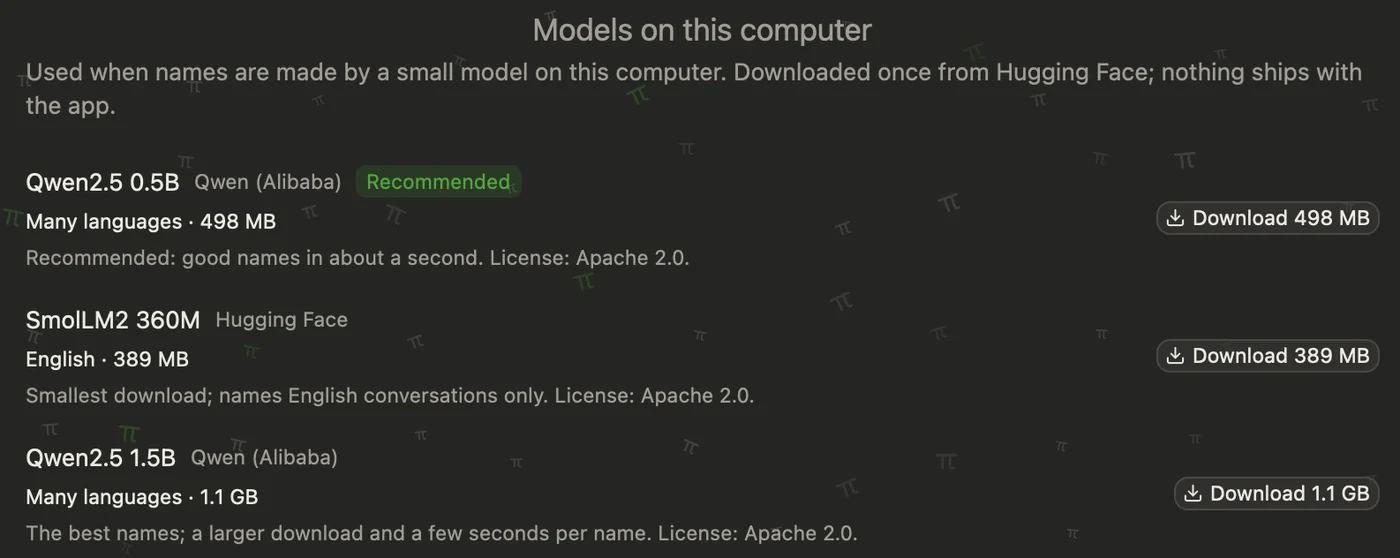 Models on this computer
Used when names are made by a small model on this computer. Downloaded once from Hugging Face; nothing ships with
the app.
Qwen2.5 0.5B Qwen (Alibaba) Recommended
Many languages · 498 MB
Download 498 MB
Recommended: good names in about a second. License: Apache 2.0.
SmolLM2 360M Hugging Face
English · 389 MB
Download 389 MB
Smallest download; names English conversations only. License: Apache 2.0.
Qwen2.5 1.5B Qwen (Alibaba)
Many languages · 1.1 GB
Download 1.1 GB
The best names; a larger download and a few seconds per name. License: Apache 2.0.